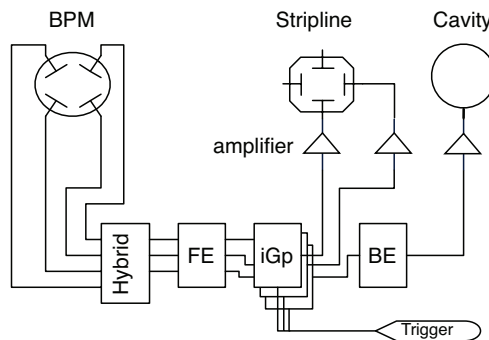 BPM
Stripline
Cavity
amplifier
Hybrid
FE
iGp
BE
Trigger